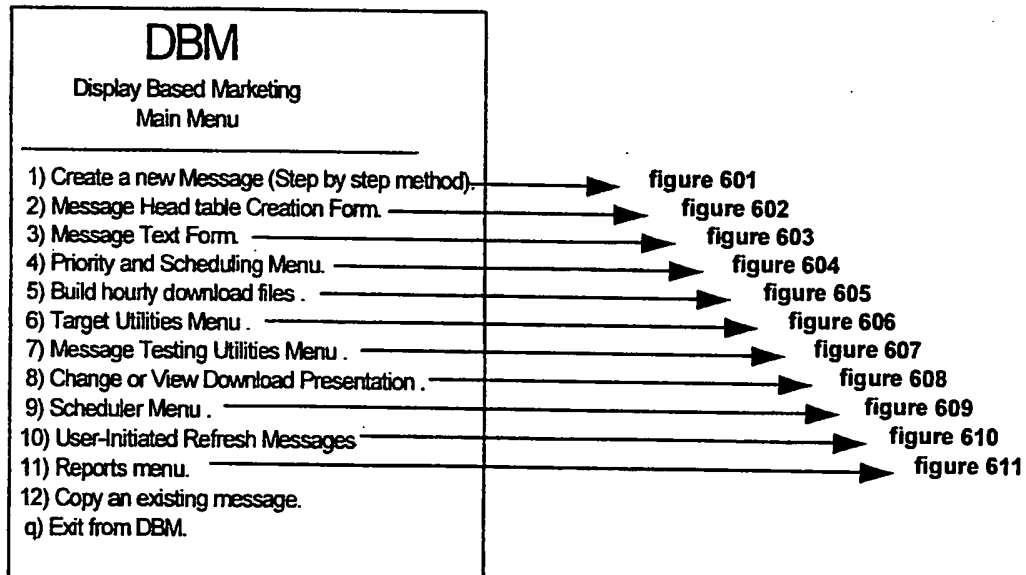 DBM
Display Based Marketing
Main Menu
1) Create a new Message (Step by step method). figure 601
2) Message Head table Creation Form. figure 602
3) Message Text Form. figure 603
4) Priority and Scheduling Menu. figure 604
5) Build hourly download files . figure 605
6) Target Utilities Menu . figure 606
7) Message Testing Utilities Menu . figure 607
8) Change or View Download Presentation . figure 608
9) Scheduler Menu . figure 609
10) User-Initiated Refresh Messages figure 610
11) Reports menu. figure 611
12) Copy an existing message.
q) Exit from DBM.